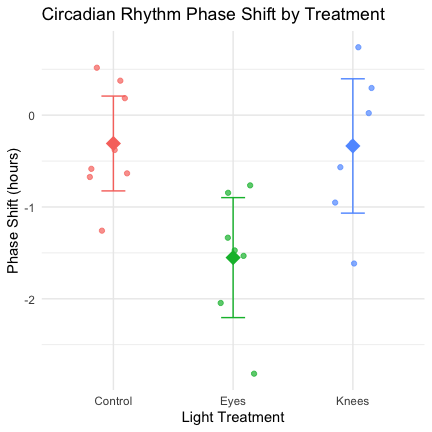 Circadian Rhythm Phase Shift by Treatment
Phase Shift (hours)
0
-1
-2
Control Eyes Knees
Light Treatment